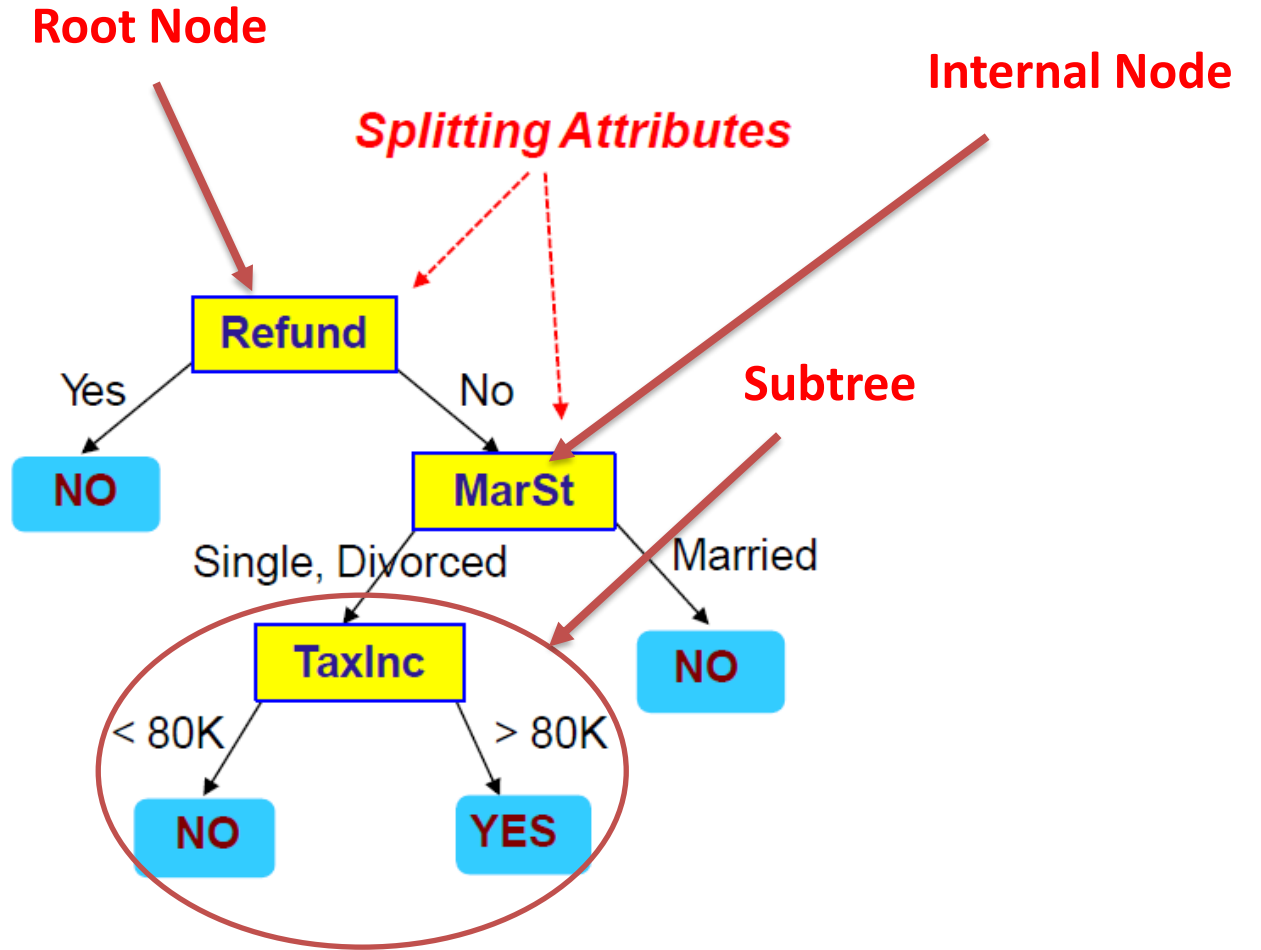 Root Node
Internal Node
Splitting Attributes
Refund
Yes
No
Subtree
NO
MarSt
Single, Divorced
Married
TaxInc
NO
< 80K
> 80K
NO
YES